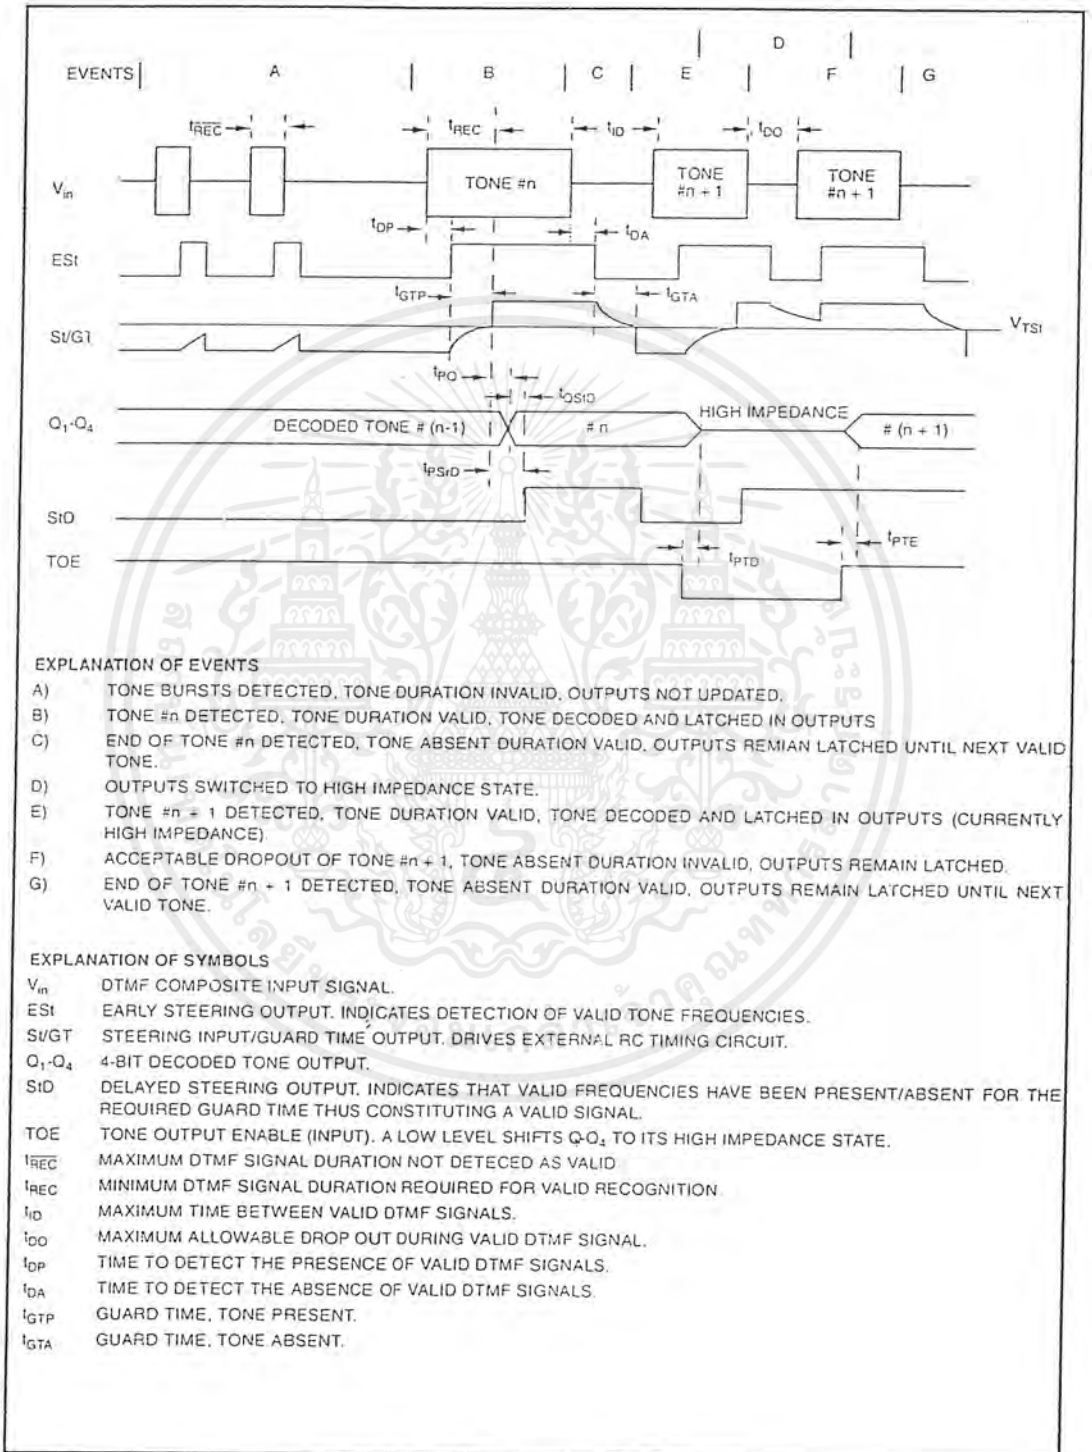 D
EVENTS A B C E F G
tREC tREC tID tDO
Vin TONE #n TONE #n + 1 TONE #n + 1
tDP tDA
ESt
tGTP tGTA
St/GT VTSt
tPQ tQStD
Q1-Q4 DECODED TONE # (n-1) # n HIGH IMPEDANCE # (n + 1)
tPSrD
StD
tPTE
TOE tPTD
EXPLANATION OF EVENTS
A) TONE BURSTS DETECTED, TONE DURATION INVALID, OUTPUTS NOT UPDATED.
B) TONE #n DETECTED, TONE DURATION VALID, TONE DECODED AND LATCHED IN OUTPUTS
C) END OF TONE #n DETECTED, TONE ABSENT DURATION VALID, OUTPUTS REMIAN LATCHED UNTIL NEXT VALID
TONE.
D) OUTPUTS SWITCHED TO HIGH IMPEDANCE STATE.
E) TONE #n + 1 DETECTED, TONE DURATION VALID, TONE DECODED AND LATCHED IN OUTPUTS (CURRENTLY
HIGH IMPEDANCE)
F) ACCEPTABLE DROPOUT OF TONE #n + 1, TONE ABSENT DURATION INVALID, OUTPUTS REMAIN LATCHED.
G) END OF TONE #n + 1 DETECTED, TONE ABSENT DURATION VALID, OUTPUTS REMAIN LATCHED UNTIL NEXT
VALID TONE.
EXPLANATION OF SYMBOLS
Vin DTMF COMPOSITE INPUT SIGNAL.
ESt EARLY STEERING OUTPUT. INDICATES DETECTION OF VALID TONE FREQUENCIES.
St/GT STEERING INPUT/GUARD TIME OUTPUT. DRIVES EXTERNAL RC TIMING CIRCUIT.
Q1-Q4 4-BIT DECODED TONE OUTPUT.
StD DELAYED STEERING OUTPUT. INDICATES THAT VALID FREQUENCIES HAVE BEEN PRESENT/ABSENT FOR THE
REQUIRED GUARD TIME THUS CONSTITUTING A VALID SIGNAL.
TOE TONE OUTPUT ENABLE (INPUT). A LOW LEVEL SHIFTS Q-Q4 TO ITS HIGH IMPEDANCE STATE.
tREC MAXIMUM DTMF SIGNAL DURATION NOT DETECED AS VALID
tREC MINIMUM DTMF SIGNAL DURATION REQUIRED FOR VALID RECOGNITION
tID MAXIMUM TIME BETWEEN VALID DTMF SIGNALS.
tDO MAXIMUM ALLOWABLE DROP OUT DURING VALID DTMF SIGNAL.
tDP TIME TO DETECT THE PRESENCE OF VALID DTMF SIGNALS.
tDA TIME TO DETECT THE ABSENCE OF VALID DTMF SIGNALS.
tGTP GUARD TIME, TONE PRESENT.
tGTA GUARD TIME, TONE ABSENT.